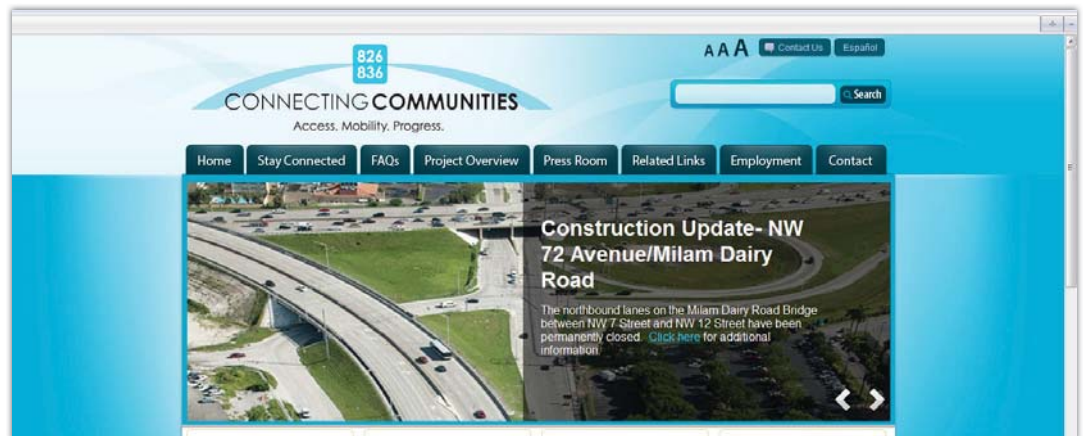 A A A Contact Us Español
826
836
CONNECTING COMMUNITIES
Access. Mobility. Progress.
Search
Home Stay Connected FAQs Project Overview Press Room Related Links Employment Contact
Construction Update- NW
72 Avenue/Milam Dairy
Road
The northbound lanes on the Milam Dairy Road Bridge
between NW 7 Street and NW 12 Street have been
permanently closed. Click here for additional
information.